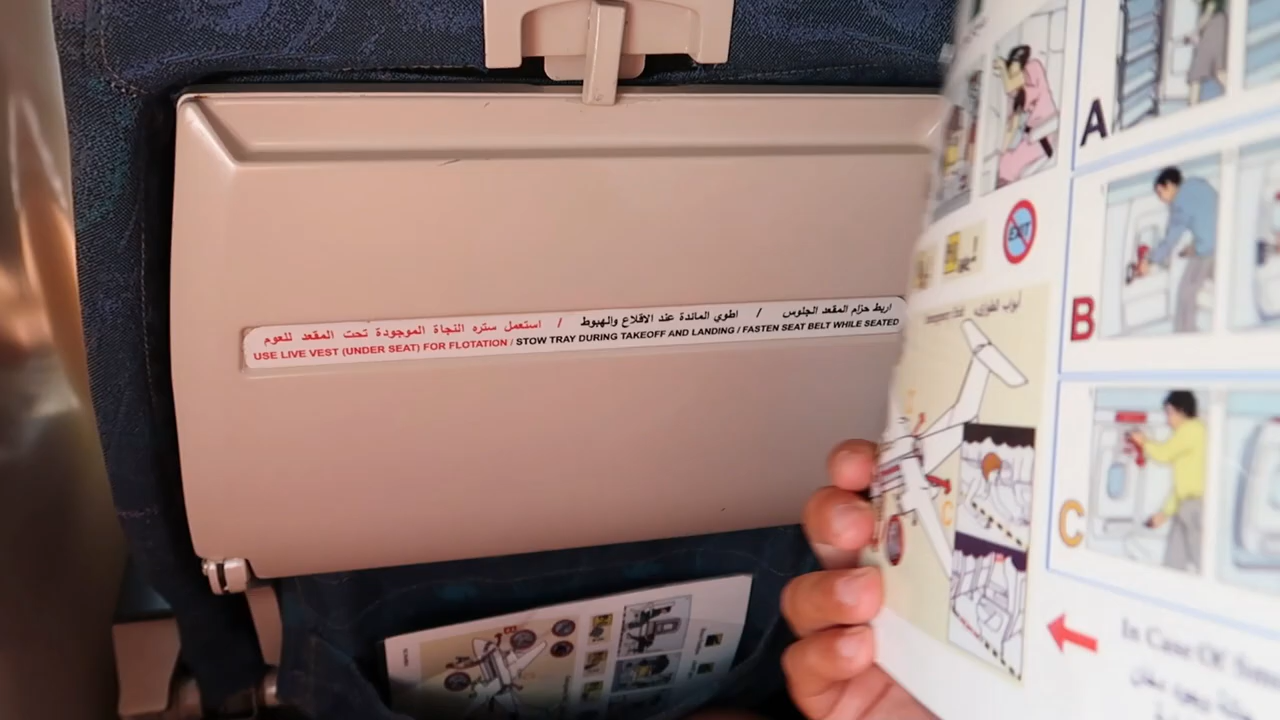 اربط حزام المقعد الجلوس / اطوي المائدة عند الاقلاع والهبوط / استعمل ستره النجاة الموجودة تحت المقعد للعوم
USE LIVE VEST (UNDER SEAT) FOR FLOTATION / STOW TRAY DURING TAKEOFF AND LANDING / FASTEN SEAT BELT WHILE SEATED
EXIT
A
B
C
In Case Of